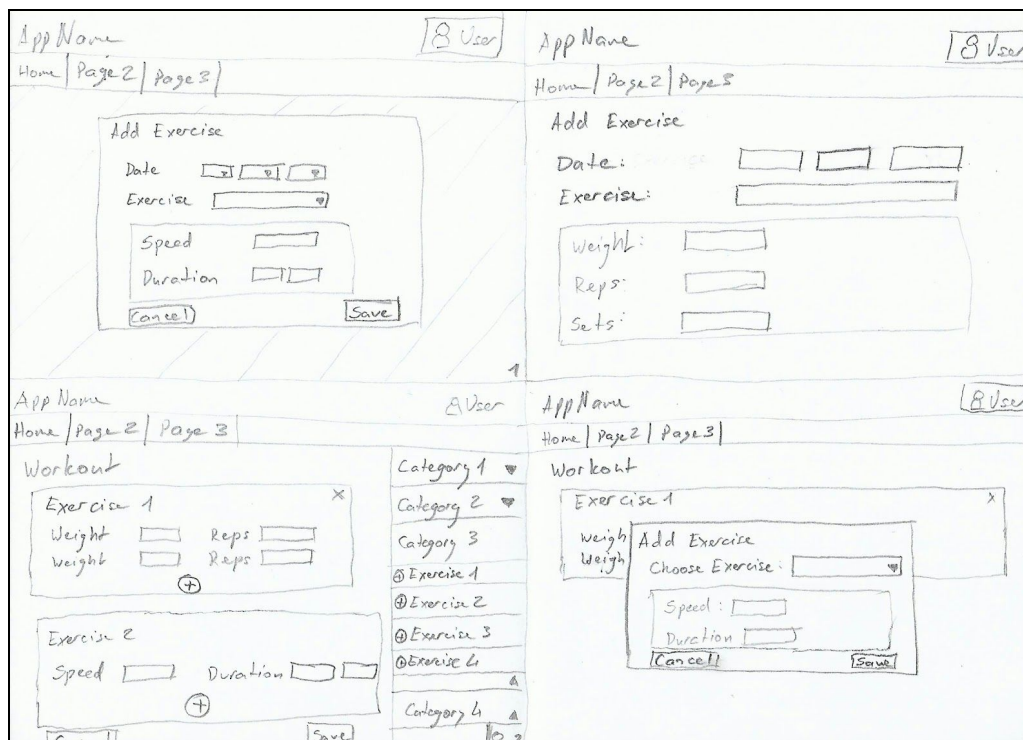 App Name User
Home Page 2 Page 3
Add Exercise
Date
Exercise
Speed
Duration
Cancel Save
1
App Name User
Home Page 2 Page 3
Add Exercise
Date:
Exercise:
Weight:
Reps:
Sets:
App Name User
Home Page 2 Page 3
Workout
Exercise 1 X
Weight Reps
Weight Reps
+
Exercise 2
Speed Duration
+
Cancel Save
Category 1
Category 2
Category 3
+ Exercise 1
+ Exercise 2
+ Exercise 3
+ Exercise 4
Category 4
App Name User
Home Page 2 Page 3
Workout
Exercise 1 X
Weigh
Weigh
Add Exercise
Choose Exercise:
Speed:
Duration
Cancel Save